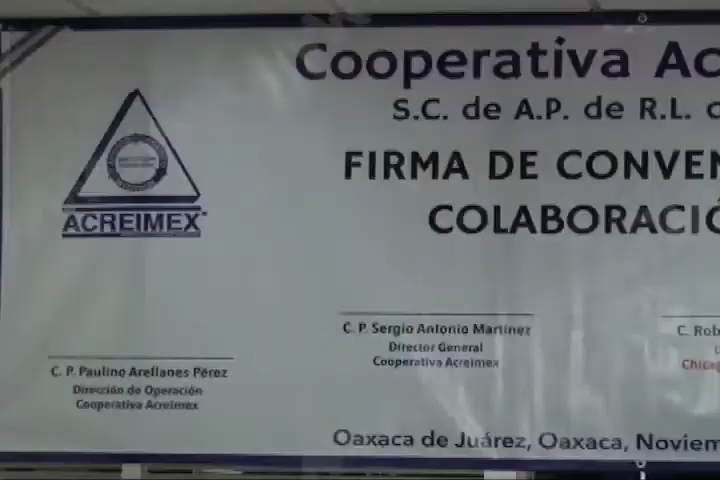 Cooperativa Ac
S.C. de A.P. de R.L. c
FIRMA DE CONVEN
COLABORACIÓ
ACREIMEX
C. P. Sergio Antonio Martínez
Director General
Cooperativa Acreimex
C. Rob
Chicag
C. P. Paulino Arellanes Pérez
Dirección de Operación
Cooperativa Acreimex
Oaxaca de Juárez, Oaxaca, Noviem